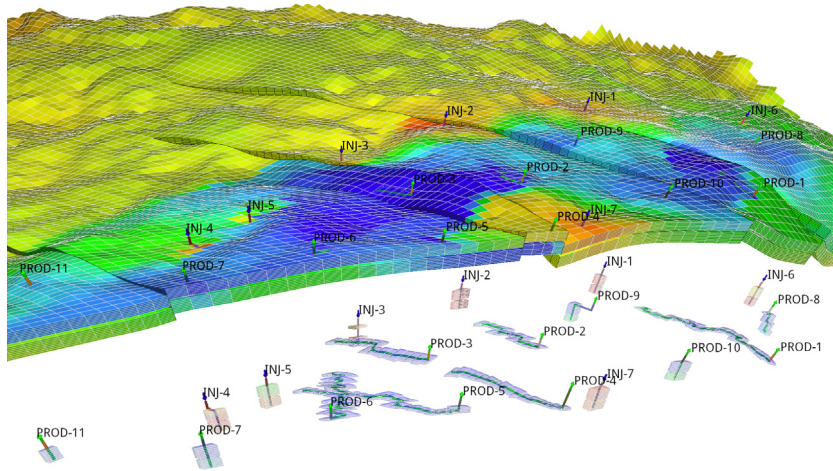 INJ-1
INJ-2
INJ-6
PROD-9
PROD-8
INJ-3
PROD-2
PROD-3
PROD-10
PROD-1
INJ-5
INJ-7
PROD-4
INJ-4
PROD-5
PROD-6
PROD-11
PROD-7
INJ-1
INJ-2
INJ-6
PROD-9
PROD-8
INJ-3
PROD-2
PROD-3
PROD-10
PROD-1
INJ-5
INJ-7
PROD-4
INJ-4
PROD-5
PROD-6
PROD-11
PROD-7